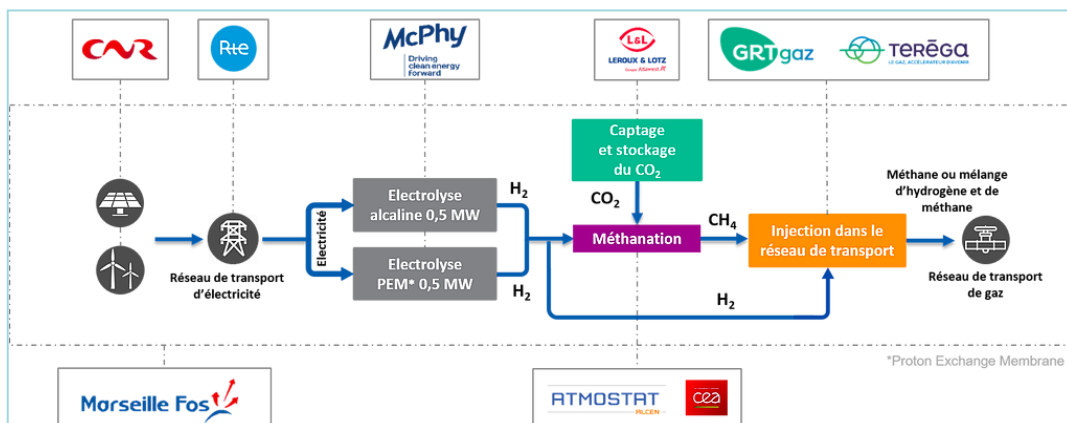 CNR
Rte
McPhy
Driving
clean energy
forward
L&L
LEROUX & LOTZ
GRTgaz
TERĒGA
LE GAZ, ACCÉLÉRATEUR D'AVENIR
Captage
et stockage
du CO₂
Méthane ou mélange
d'hydrogène et de
méthane
Electrolyse
alcaline 0,5 MW
H₂
CO₂
Electricité
Méthanation
CH₄
Injection dans le
réseau de transport
Réseau de transport
d'électricité
Electrolyse
PEM* 0,5 MW
H₂
H₂
Réseau de transport
de gaz
*Proton Exchange Membrane
Marseille Fos
ATMOSTAT
ALCEN
cea